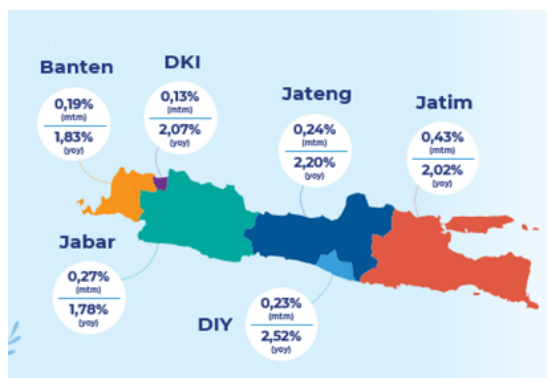 Banten
0,19%
(mtm)
1,83%
(yoy)
DKI
0,13%
(mtm)
2,07%
(yoy)
Jateng
0,24%
(mtm)
2,20%
(yoy)
Jatim
0,43%
(mtm)
2,02%
(yoy)
Jabar
0,27%
(mtm)
1,78%
(yoy)
DIY
0,23%
(mtm)
2,52%
(yoy)